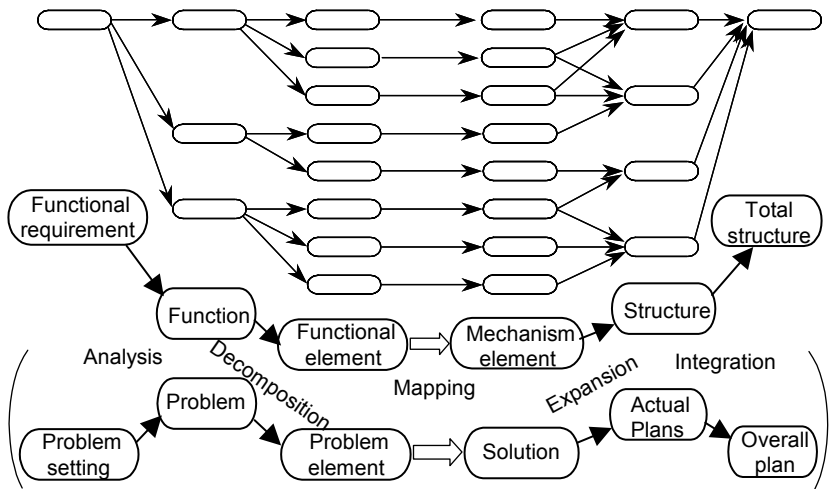 Functional
requirement
Total
structure
Function
Structure
Functional
element
Mechanism
element
Analysis
Decomposition
Mapping
Expansion
Integration
Problem
setting
Problem
Problem
element
Solution
Actual
Plans
Overall
plan